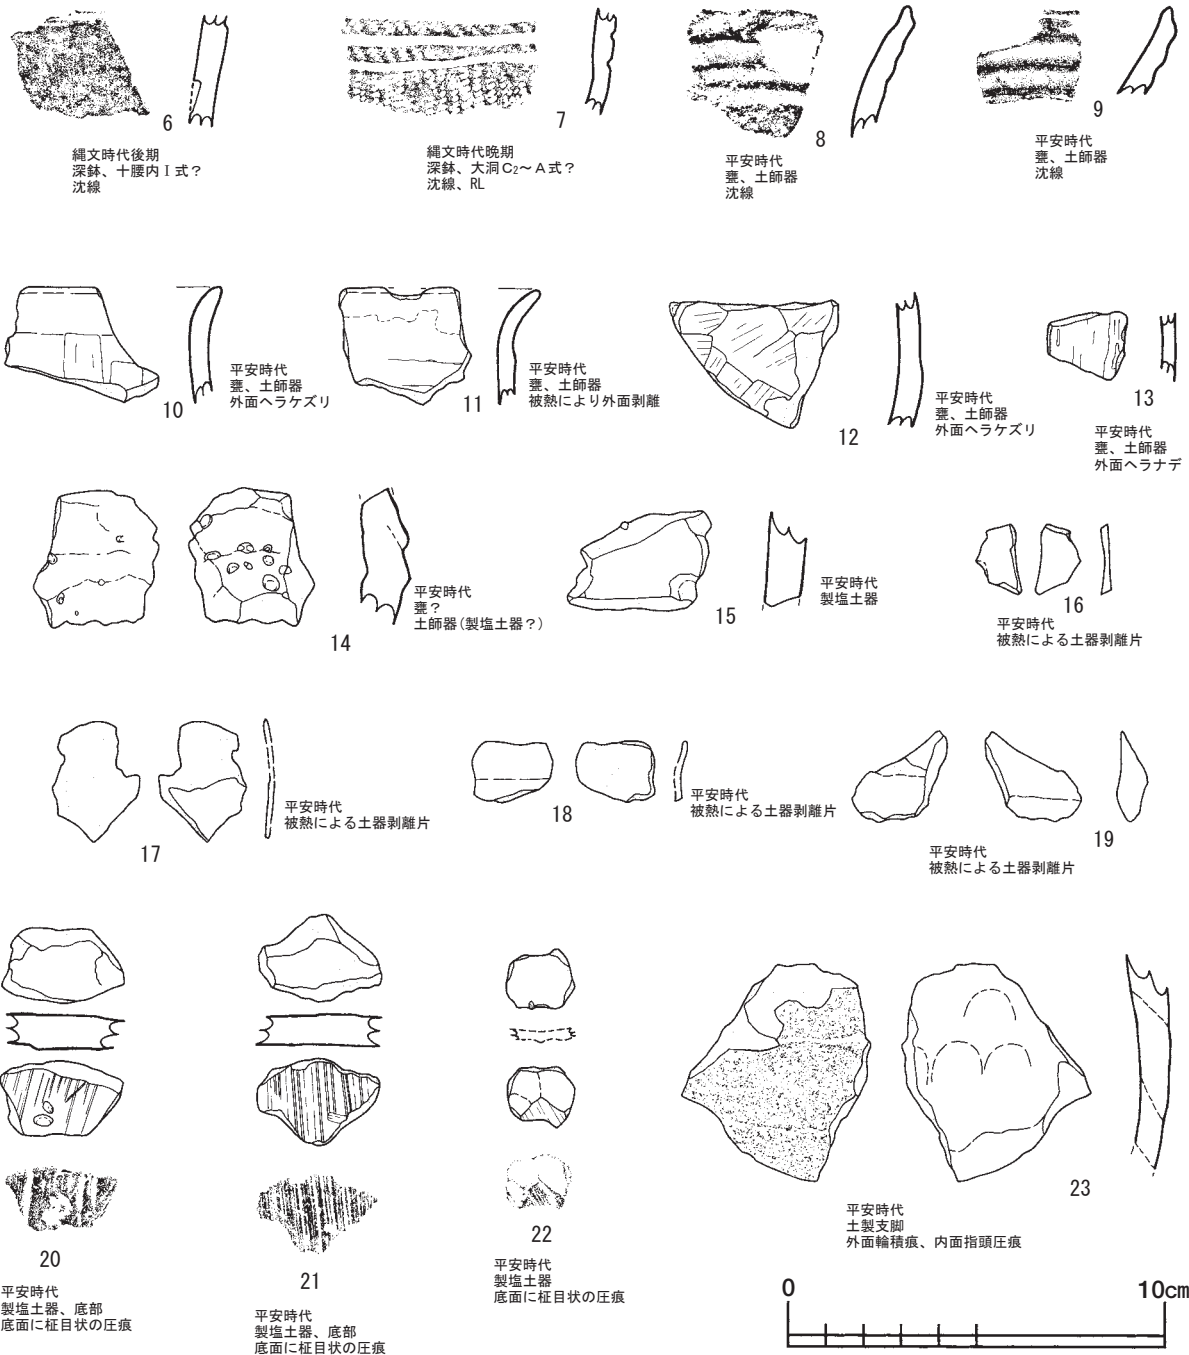 6
縄文時代後期
深鉢、十腰内Ⅰ式?
沈線
7
縄文時代晩期
深鉢、大洞C₂～A式?
沈線、RL
8
平安時代
甕、土師器
沈線
9
平安時代
甕、土師器
沈線
10
平安時代
甕、土師器
外面ヘラケズリ
11
平安時代
甕、土師器
被熱により外面剥離
12
平安時代
甕、土師器
外面ヘラケズリ
13
平安時代
甕、土師器
外面ヘラナデ
14
平安時代
甕?
土師器(製塩土器?)
15
平安時代
製塩土器
16
平安時代
被熱による土器剥離片
17
平安時代
被熱による土器剥離片
18
平安時代
被熱による土器剥離片
19
平安時代
被熱による土器剥離片
20
平安時代
製塩土器、底部
底面に柾目状の圧痕
21
平安時代
製塩土器、底部
底面に柾目状の圧痕
22
平安時代
製塩土器
底面に柾目状の圧痕
23
平安時代
土製支脚
外面輪積痕、内面指頭圧痕
0 10cm